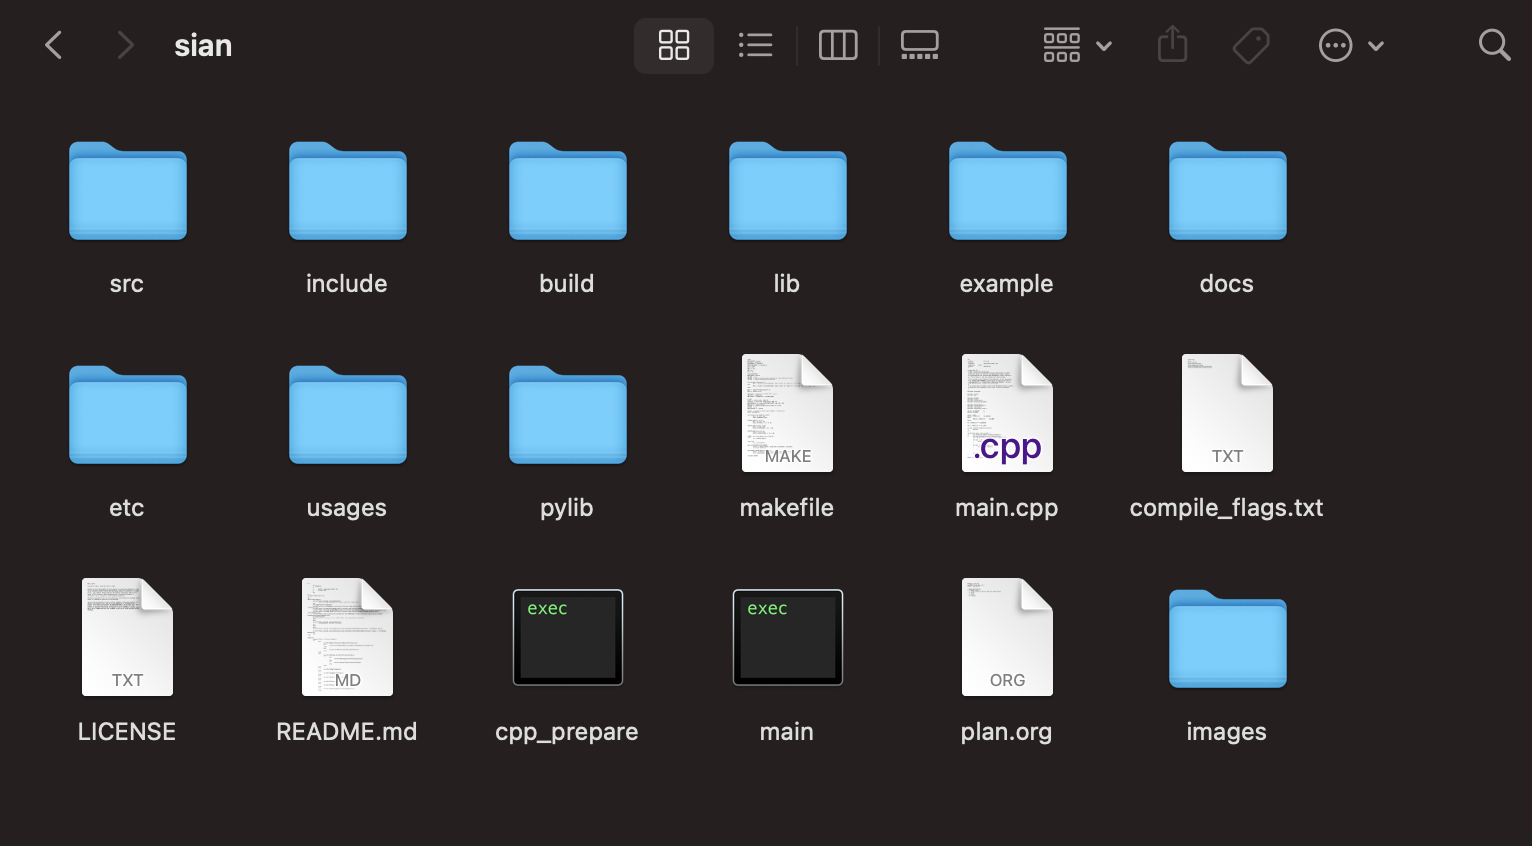 sian
src include build lib example docs
MAKE .cpp TXT
etc usages pylib makefile main.cpp compile_flags.txt
exec exec
TXT MD ORG
LICENSE README.md cpp_prepare main plan.org images